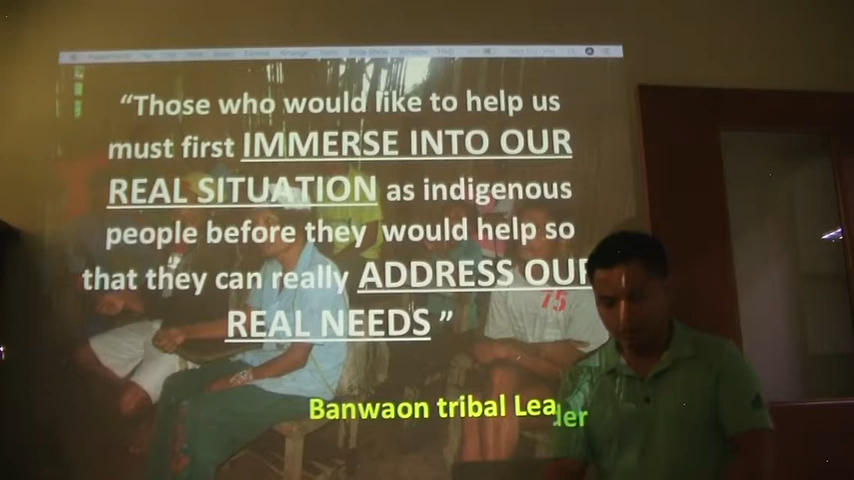 “Those who would like to help us
must first IMMERSE INTO OUR
REAL SITUATION as indigenous
people before they would help so
that they can really ADDRESS OUR
REAL NEEDS ”
75
Banwaon tribal Leader